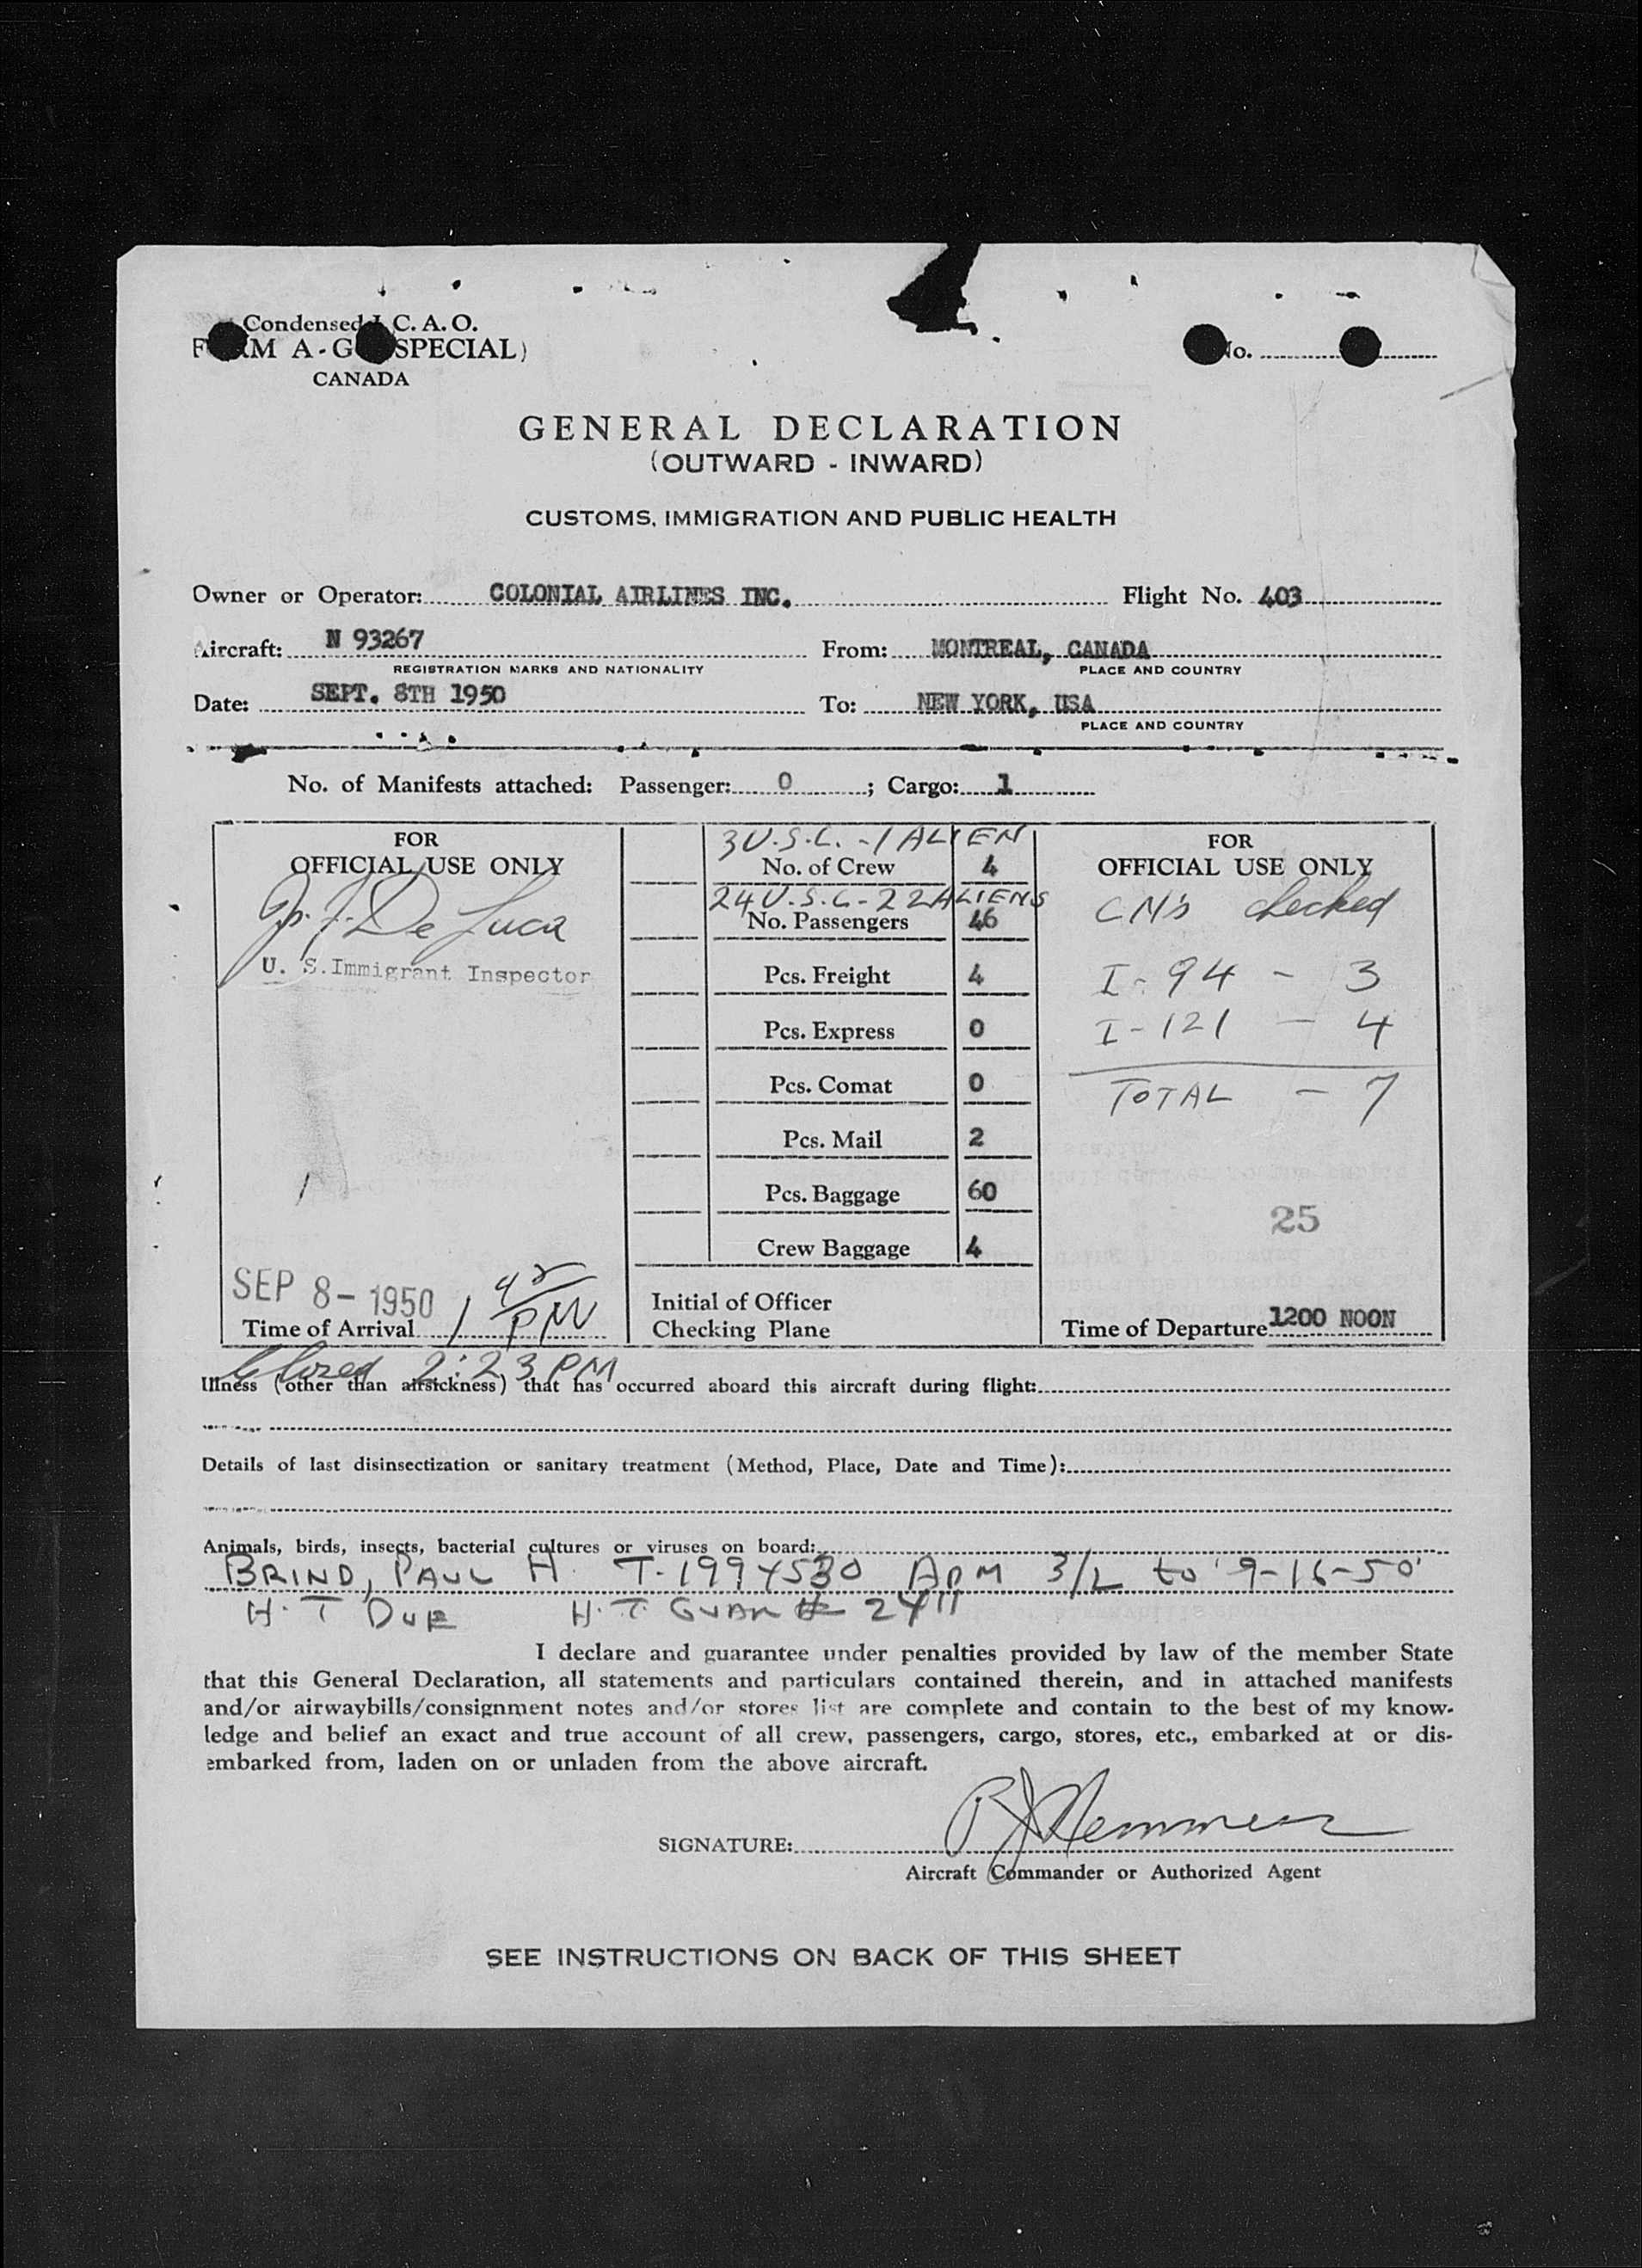 Condensed I. C. A. O.
FORM A-G (SPECIAL)
CANADA
No.
GENERAL DECLARATION
(OUTWARD - INWARD)
CUSTOMS, IMMIGRATION AND PUBLIC HEALTH
Owner or Operator: COLONIAL AIRLINES INC. Flight No. 403
Aircraft: N 93267 From: MONTREAL, CANADA
REGISTRATION MARKS AND NATIONALITY PLACE AND COUNTRY
Date: SEPT. 8TH 1950 To: NEW YORK, USA
PLACE AND COUNTRY
No. of Manifests attached: Passenger: 0 ; Cargo: 1
FOR
OFFICIAL USE ONLY
De Luca
U. S. Immigrant Inspector
SEP 8 - 1950 1 42 PM
Time of Arrival
3 U.S.C. - 1 ALIEN
No. of Crew 4
24 U.S.C - 22 ALIENS
No. Passengers 46
Pcs. Freight 4
Pcs. Express 0
Pcs. Comat 0
Pcs. Mail 2
Pcs. Baggage 60
Crew Baggage 4
Initial of Officer
Checking Plane
FOR
OFFICIAL USE ONLY
CM's checked
I-94 - 3
I-121 - 4
TOTAL - 7
25
Time of Departure 1200 NOON
Closed 2:23 PM
Illness (other than airsickness) that has occurred aboard this aircraft during flight:
Details of last disinsectization or sanitary treatment (Method, Place, Date and Time):
Animals, birds, insects, bacterial cultures or viruses on board:
BRIND, PAUL H. T-1994530 ADM 3/2 to 9-16-50
H. T DUE H. T. GUAR # 2411
I declare and guarantee under penalties provided by law of the member State
that this General Declaration, all statements and particulars contained therein, and in attached manifests
and/or airwaybills/consignment notes and/or stores list are complete and contain to the best of my know-
ledge and belief an exact and true account of all crew, passengers, cargo, stores, etc., embarked at or dis-
embarked from, laden on or unladen from the above aircraft.
SIGNATURE:
Aircraft Commander or Authorized Agent
SEE INSTRUCTIONS ON BACK OF THIS SHEET